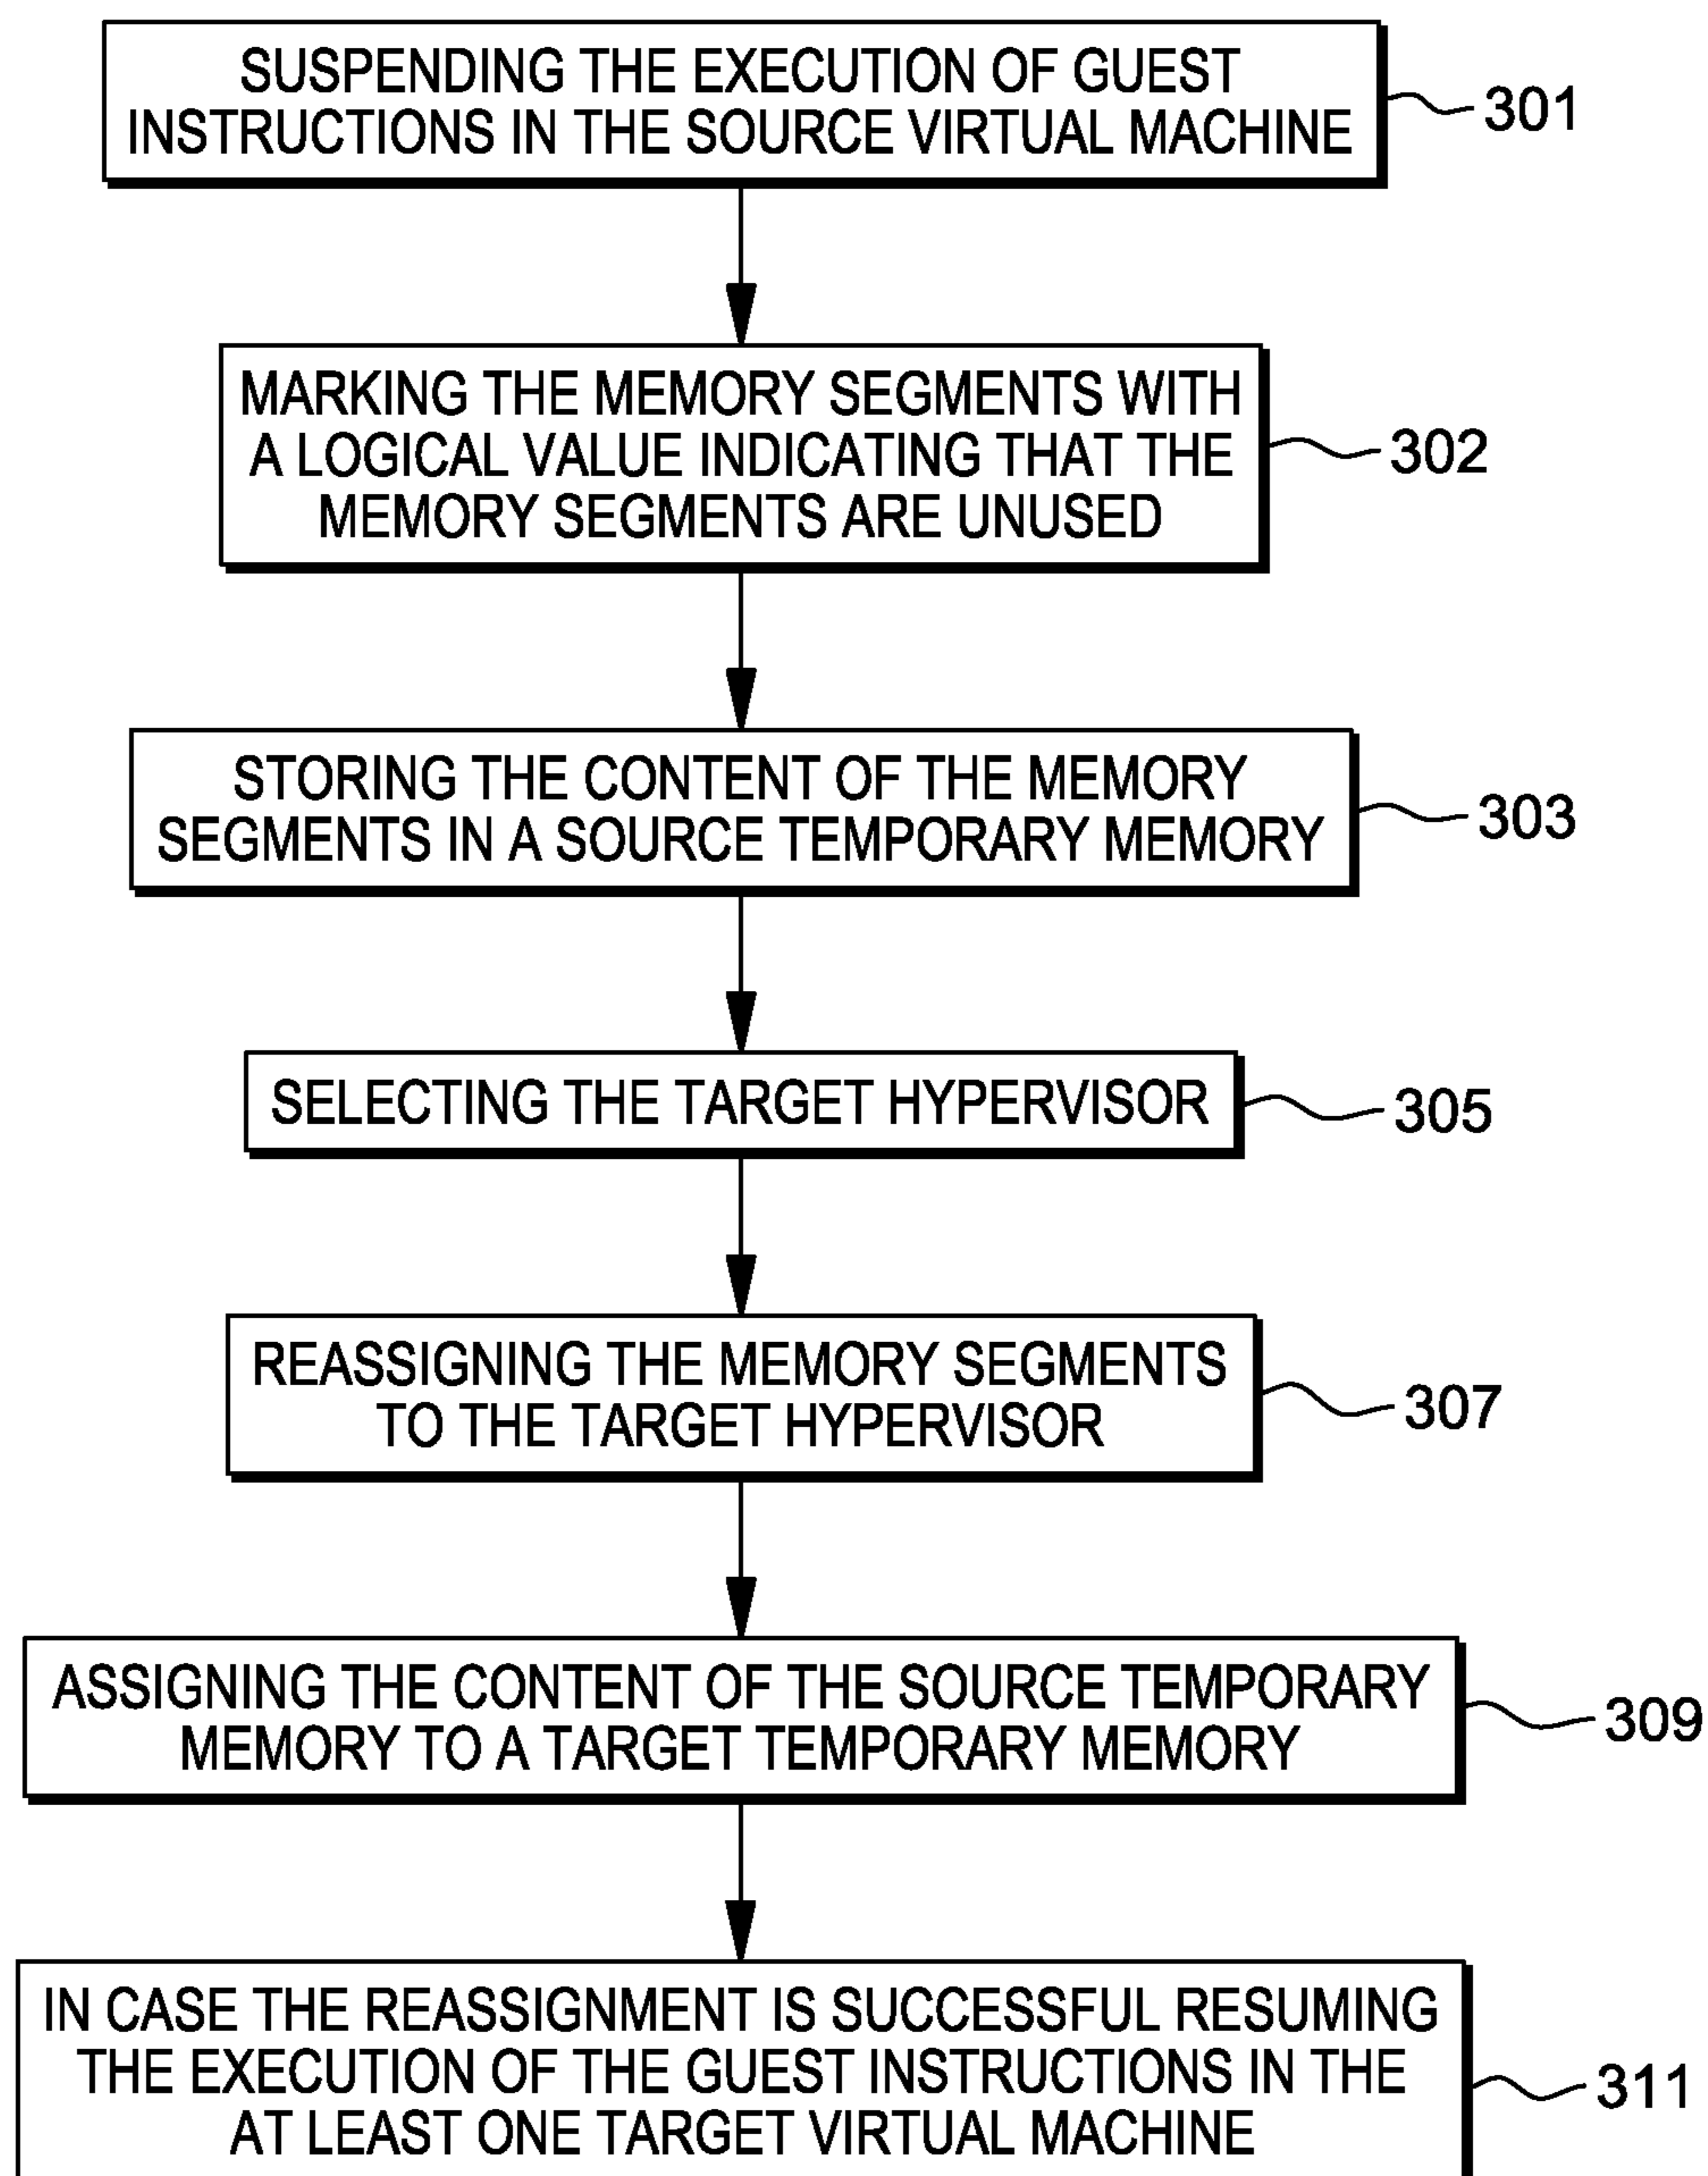 SUSPENDING THE EXECUTION OF GUEST
INSTRUCTIONS IN THE SOURCE VIRTUAL MACHINE
301
MARKING THE MEMORY SEGMENTS WITH
A LOGICAL VALUE INDICATING THAT THE
MEMORY SEGMENTS ARE UNUSED
302
STORING THE CONTENT OF THE MEMORY
SEGMENTS IN A SOURCE TEMPORARY MEMORY
303
SELECTING THE TARGET HYPERVISOR
305
REASSIGNING THE MEMORY SEGMENTS
TO THE TARGET HYPERVISOR
307
ASSIGNING THE CONTENT OF THE SOURCE TEMPORARY
MEMORY TO A TARGET TEMPORARY MEMORY
309
IN CASE THE REASSIGNMENT IS SUCCESSFUL RESUMING
THE EXECUTION OF THE GUEST INSTRUCTIONS IN THE
AT LEAST ONE TARGET VIRTUAL MACHINE
311